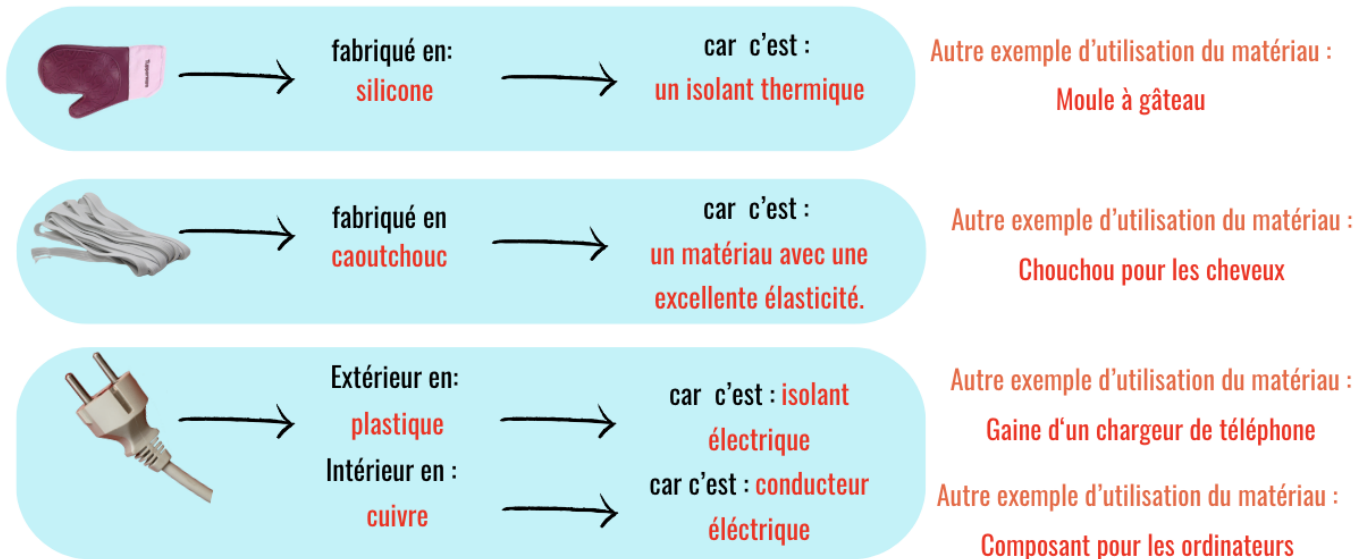 fabriqué en:
silicone
car c'est :
un isolant thermique
Autre exemple d'utilisation du matériau :
Moule à gâteau
fabriqué en
caoutchouc
car c'est :
un matériau avec une
excellente élasticité.
Autre exemple d'utilisation du matériau :
Chouchou pour les cheveux
Extérieur en:
plastique
car c'est : isolant
électrique
Autre exemple d'utilisation du matériau :
Gaine d'un chargeur de téléphone
Intérieur en :
cuivre
car c'est : conducteur
éléctrique
Autre exemple d'utilisation du matériau :
Composant pour les ordinateurs